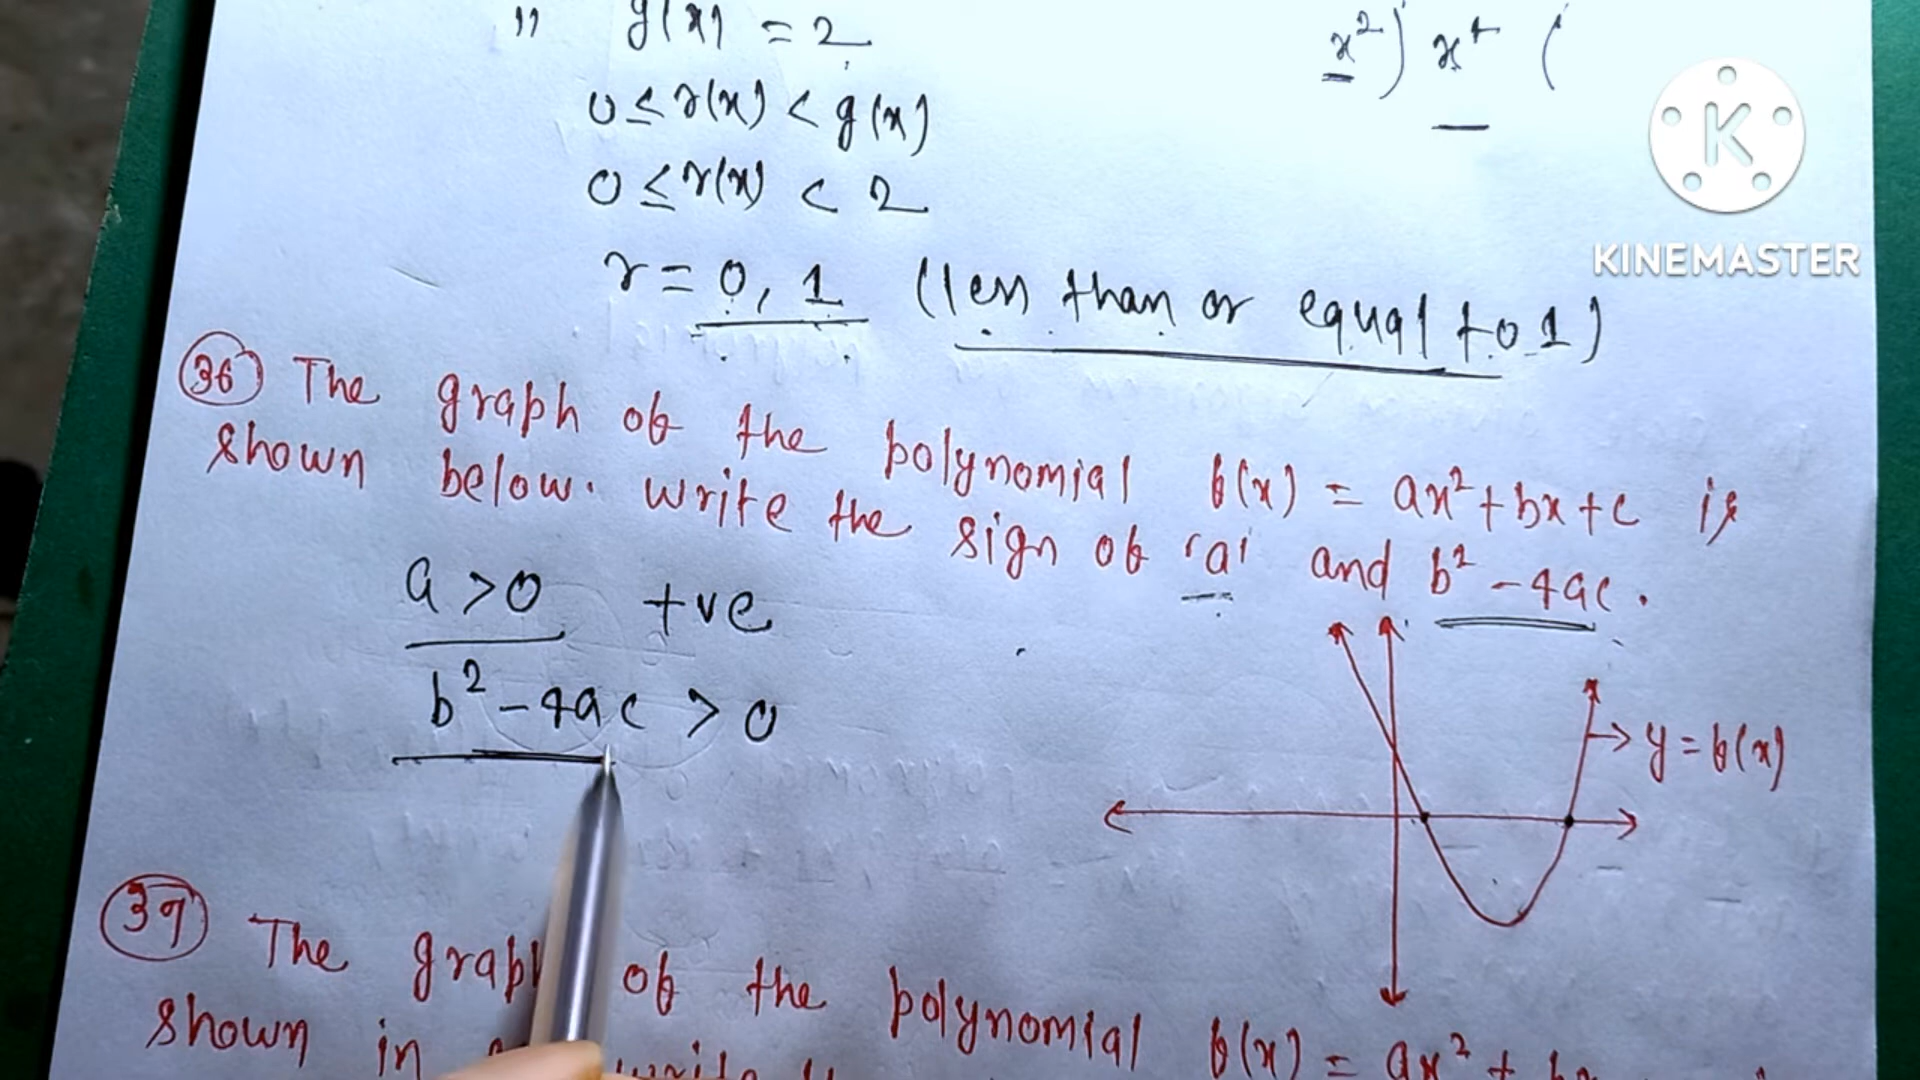 " g(x) = 2
x²) x⁴ (
0 ≤ r(x) < g(x)
0 ≤ r(x) < 2
r = 0, 1 (less than or equal to 1)
KINEMASTER
36 The graph of the polynomial f(x) = ax²+bx+c is
shown below. write the sign of 'a' and b² - 4ac.
a > 0 +ve
b² - 4ac > 0
y = f(x)
37 The graph of the polynomial f(x) = ax² +
shown in